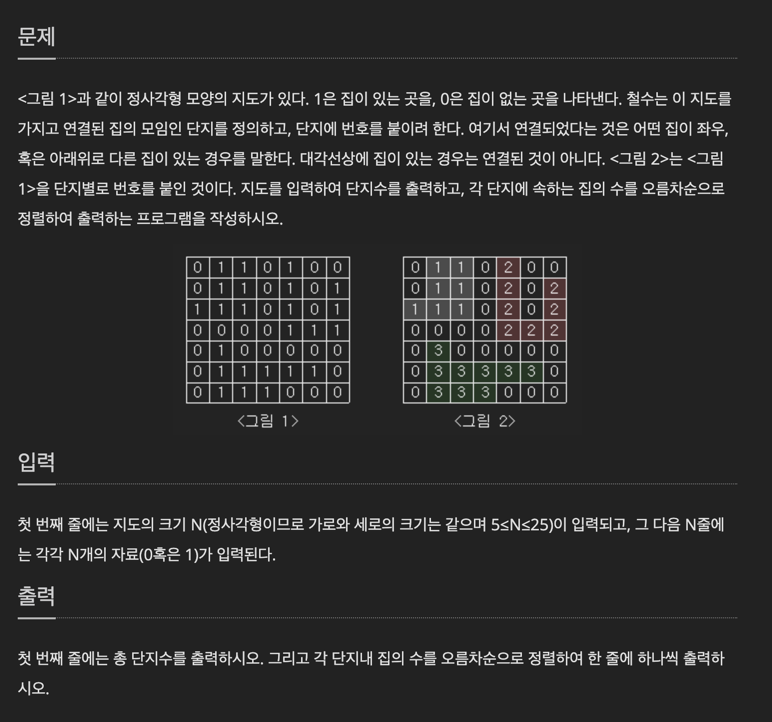 문제
<그림 1>과 같이 정사각형 모양의 지도가 있다. 1은 집이 있는 곳을, 0은 집이 없는 곳을 나타낸다. 철수는 이 지도를
가지고 연결된 집의 모임인 단지를 정의하고, 단지에 번호를 붙이려 한다. 여기서 연결되었다는 것은 어떤 집이 좌우,
혹은 아래위로 다른 집이 있는 경우를 말한다. 대각선상에 집이 있는 경우는 연결된 것이 아니다. <그림 2>는 <그림
1>을 단지별로 번호를 붙인 것이다. 지도를 입력하여 단지수를 출력하고, 각 단지에 속하는 집의 수를 오름차순으로
정렬하여 출력하는 프로그램을 작성하시오.
0 1 1 0 1 0 0
0 1 1 0 1 0 1
1 1 1 0 1 0 1
0 0 0 0 1 1 1
0 1 0 0 0 0 0
0 1 1 1 1 1 0
0 1 1 1 0 0 0
<그림 1>
0 1 1 0 2 0 0
0 1 1 0 2 0 2
1 1 1 0 2 0 2
0 0 0 0 2 2 2
0 3 0 0 0 0 0
0 3 3 3 3 3 0
0 3 3 3 0 0 0
<그림 2>
입력
첫 번째 줄에는 지도의 크기 N(정사각형이므로 가로와 세로의 크기는 같으며 5≤N≤25)이 입력되고, 그 다음 N줄에
는 각각 N개의 자료(0혹은 1)가 입력된다.
출력
첫 번째 줄에는 총 단지수를 출력하시오. 그리고 각 단지내 집의 수를 오름차순으로 정렬하여 한 줄에 하나씩 출력하
시오.